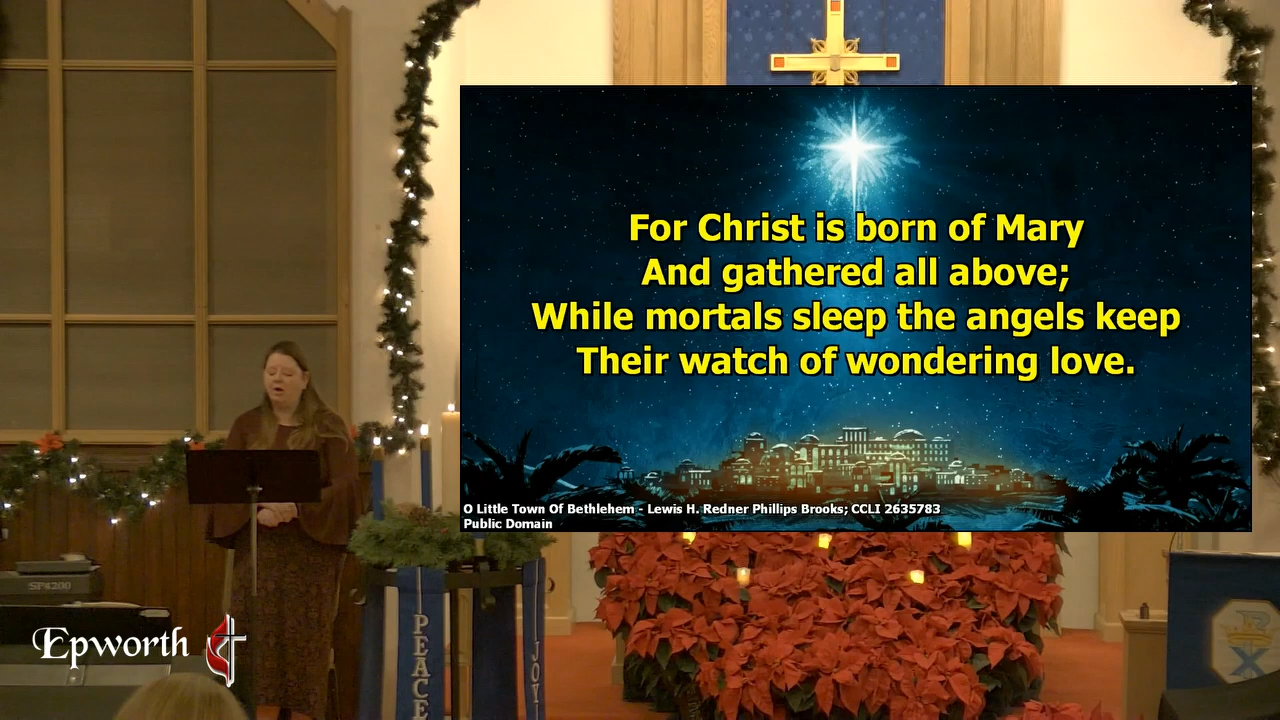 For Christ is born of Mary
And gathered all above;
While mortals sleep the angels keep
Their watch of wondering love.
O Little Town Of Bethlehem - Lewis H. Redner Phillips Brooks; CCLI 2635783
Public Domain
SP4200
Epworth
PEACE
JOY